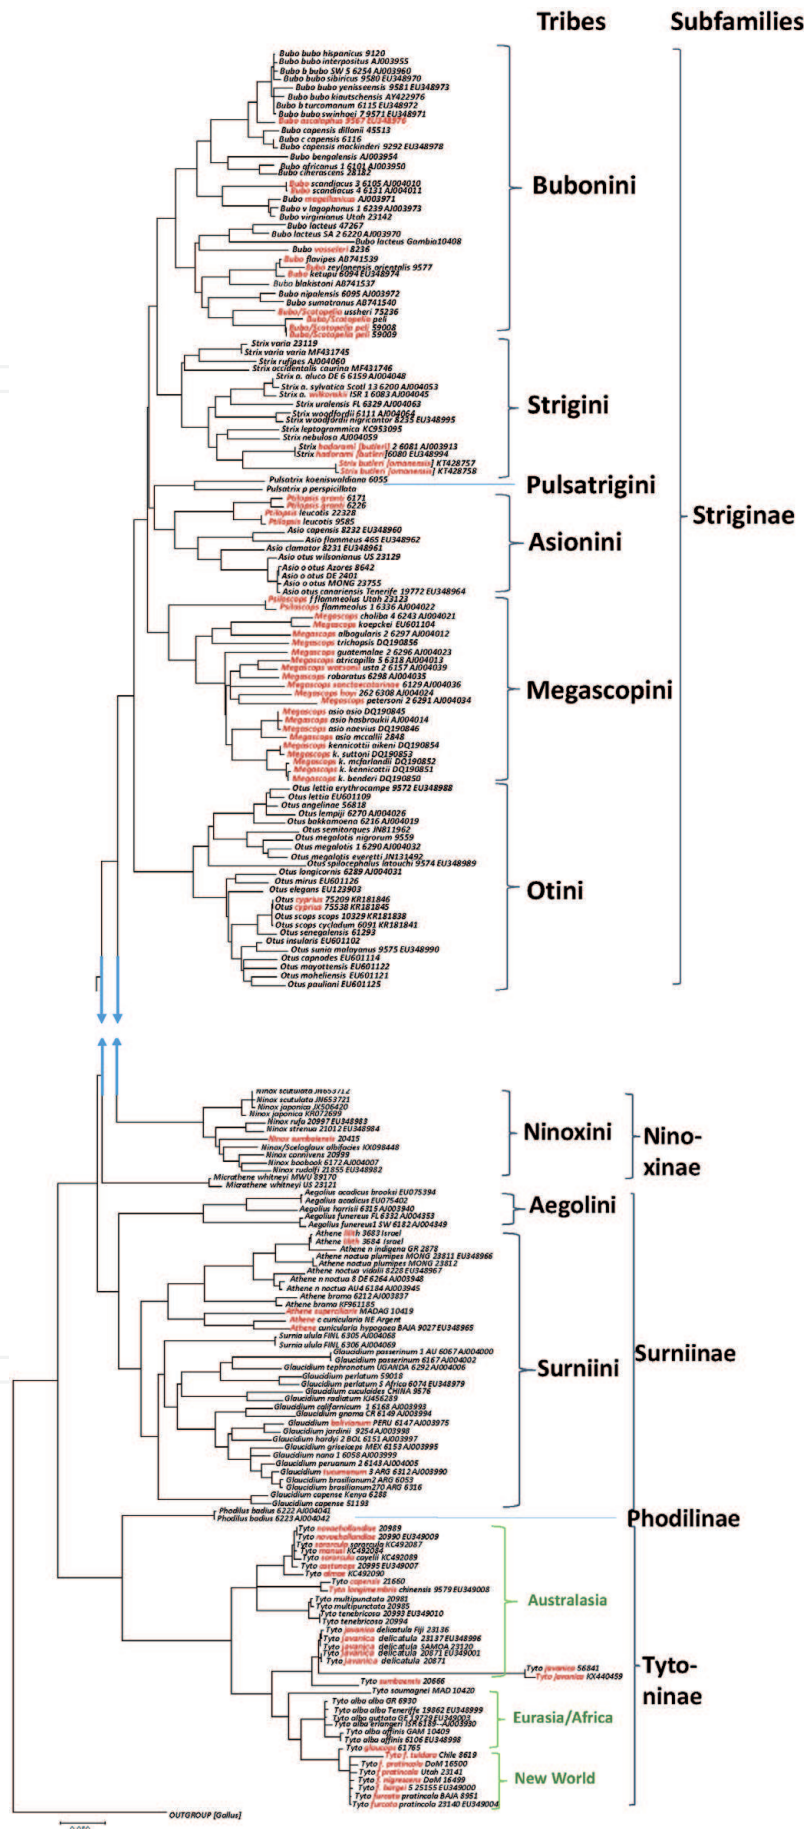 Tribes Subfamilies
Bubo bubo hispanicus 9120
Bubo bubo interpositus AJ003955
Bubo b bubo SW 5 6254 AJ003960
Bubo bubo sibiricus 9580 EU348970
Bubo bubo yenisseensis 9581 EU348973
Bubo bubo kiautschensis AY422976
Bubo b turcomanum 6115 EU348972
Bubo bubo swinhoei 7 9571 EU348971
Bubo ascalaphus 9567 EU348976
Bubo capensis dillonii 45513
Bubo c capensis 6116
Bubo capensis mackinderi 9292 EU348978
Bubo bengalensis AJ003954
Bubo africanus 1 6101 AJ003950
Bubo cinerascens 28182
Bubo scandiacus 3 6105 AJ004010
Bubo scandiacus 4 6131 AJ004011
Bubo magellanicus AJ003971
Bubo v lagophonus 1 6239 AJ003973
Bubo virginianus Utah 23142
Bubo lacteus 47267
Bubo lacteus SA 2 6220 AJ003970
Bubo lacteus Gambia10408
Bubo vosseleri 8236
Bubo flavipes AB741539
Bubo zeylonensis orientalis 9577
Bubo ketupu 6094 EU348974
Bubo blakistoni AB741537
Bubo nipalensis 6095 AJ003972
Bubo sumatranus AB741540
Bubo/Scotopelia ussheri 75236
Bubo/Scotopelia peli
Bubo/Scotopelia peli 59008
Bubo/Scotopelia peli 59009
Bubonini
Strix varia 23119
Strix varia varia MF431745
Strix rufipes AJ004060
Strix occidentalis caurina MF431746
Strix a. aluco DE 6 6159 AJ004048
Strix a. sylvatica Scotl 13 6200 AJ004053
Strix a. wilkonskii ISR 1 6083 AJ004045
Strix uralensis FL 6329 AJ004063
Strix woodfordii 6111 AJ004064
Strix woodfordii nigricantor 8235 EU348995
Strix leptogrammica KC953095
Strix nebulosa AJ004059
Strix hadorami [butleri] 2 6081 AJ003913
Strix hadorami [butleri]6080 EU348994
Strix butleri [omanensis] KT428757
Strix butleri [omanensis] KT428758
Strigini
Pulsatrix koeniswaldiana 6055
Pulsatrix p perspicillata
Pulsatrigini
Striginae
Ptilopsis granti 6171
Ptilopsis granti 6226
Ptilopsis leucotis 22328
Ptilopsis leucotis 9585
Asio capensis 8232 EU348960
Asio flammeus 465 EU348962
Asio clamator 8231 EU348961
Asio otus wilsonianus US 23129
Asio o otus Azores 8642
Asio o otus DE 2401
Asio o otus MONG 23755
Asio otus canariensis Tenerife 19772 EU348964
Asionini
Psiloscops f flammeolus Utah 23123
Psiloscops flammeolus 1 6336 AJ004022
Megascops choliba 4 6243 AJ004021
Megascops koepckei EU601104
Megascops albogularis 2 6297 AJ004012
Megascops trichopsis DQ190856
Megascops guatemalae 2 6296 AJ004023
Megascops atricapilla 5 6318 AJ004013
Megascops watsonii usta 2 6157 AJ004039
Megascops roboratus 6298 AJ004035
Megascops sanctaecatarinae 6129 AJ004036
Megascops hoyi 262 6308 AJ004024
Megascops petersoni 2 6291 AJ004034
Megascops asio asio DQ190845
Megascops asio hasbroukii AJ004014
Megascops asio naevius DQ190846
Megascops asio mccallii 2848
Megascops kennicottii aikeni DQ190854
Megascops k. suttoni DQ190853
Megascops k. mcfarlandii DQ190852
Megascops k. kennicottii DQ190851
Megascops k. benderi DQ190850
Megascopini
Otus lettia erythrocampe 9572 EU348988
Otus lettia EU601109
Otus angelinae 56818
Otus lempiji 6270 AJ004026
Otus bakkamoena 6216 AJ004019
Otus semitorques JN811962
Otus megalotis nigrorum 9559
Otus megalotis 1 6290 AJ004032
Otus megalotis everetti JN131492
Otus spilocephalus latouchi 9574 EU348989
Otus longicornis 6289 AJ004031
Otus mirus EU601126
Otus elegans EU123903
Otus cyprius 75209 KR181846
Otus cyprius 75538 KR181845
Otus scops scops 10329 KR181838
Otus scops cycladum 6091 KR181841
Otus senegalensis 61293
Otus insularis EU601102
Otus sunia malayanus 9575 EU348990
Otus capnodes EU601114
Otus mayottensis EU601122
Otus moheliensis EU601121
Otus pauliani EU601125
Otini
Ninox scutulata JN653712
Ninox scutulata JN653721
Ninox japonica JX506420
Ninox japonica KR072699
Ninox rufa 20997 EU348983
Ninox strenua 21012 EU348984
Ninox sumbaensis 20415
Ninox/Sceloglaux albifacies KX098448
Ninox connivens 20999
Ninox boobook 6172 AJ004007
Ninox rudolfi 21855 EU348982
Ninoxini
Nino-
xinae
Micrathene whitneyi MWU 89170
Micrathene whitneyi US 23121
Aegolius acadicus brooksi EU075394
Aegolius acadicus EU075402
Aegolius harrisii 6315 AJ003940
Aegolius funereus FL 6332 AJ004353
Aegolius funereus1 SW 6182 AJ004349
Aegolini
Athene lilith 3683 Israel
Athene lilith 3684 Israel
Athene n indigena GR 2878
Athene noctua plumipes MONG 23811 EU348966
Athene noctua plumipes MONG 23812
Athene noctua vidalii 8228 EU348967
Athene n noctua 8 DE 6264 AJ003948
Athene n noctua AU4 6184 AJ003945
Athene brama 6212 AJ003837
Athene brama KF961185
Athene superciliaris MADAG 10419
Athene c cunicularia NE Argent
Athene cunicularia hypogaea BAJA 9027 EU348965
Surnia ulula FINL 6305 AJ004068
Surnia ulula FINL 6306 AJ004069
Glaucidium passerinum 1 AU 6067 AJ004000
Glaucidium passerinum 6167 AJ004002
Glaucidium tephronotum UGANDA 6292 AJ004006
Glaucidium perlatum 59018
Glaucidium perlatum S Africa 6074 EU348979
Glaucidium cuculoides CHINA 9576
Glaucidium radiatum KJ456289
Glaucidium californicum 1 6168 AJ003993
Glaucidium gnoma CR 6149 AJ003994
Glaucidium bolivianum PERU 6147 AJ003975
Glaucidium jardinii 9254 AJ003998
Glaucidium hardyi 2 BOL 6151 AJ003997
Glaucidium griseiceps MEX 6153 AJ003995
Glaucidium nana 1 6058 AJ003999
Glaucidium peruanum 2 6143 AJ004005
Glaucidium tucumanum 3 ARG 6312 AJ003990
Glaucidium brasilianum2 ARG 6053
Glaucidium brasilianum270 ARG 6316
Glaucidium capense Kenya 6288
Glaucidium capense 51193
Surniini
Surniinae
Phodilus badius 6222 AJ004041
Phodilus badius 6223 AJ004042
Phodilinae
Tyto novaehollandiae 20989
Tyto novaehollandiae 20990 EU349009
Tyto sororcula sororcula KC492087
Tyto manusi KC492084
Tyto sororcula cayelii KC492089
Tyto castanops 20995 EU349007
Tyto almae KC492090
Tyto capensis 21660
Tyto longimembris chinensis 9579 EU349008
Tyto multipunctata 20981
Tyto multipunctata 20985
Tyto tenebricosa 20993 EU349010
Tyto tenebricosa 20994
Tyto javanica delicatula Fiji 23136
Tyto javanica delicatula 23137 EU348996
Tyto javanica delicatula SAMOA 23120
Tyto javanica delicatula 20871 EU349001
Tyto javanica delicatula 20871
Tyto javanica 56841
Tyto javanica KX440459
Tyto sumbaensis 20666
Australasia
Tyto-
ninae
Tyto soumagnei MAD 10420
Tyto alba alba GR 6930
Tyto alba alba Teneriffe 19862 EU348999
Tyto alba guttata GE 19729 EU349003
Tyto alba erlangeri ISR 6189--AJ003930
Tyto alba affinis GAM 10409
Tyto alba affinis 6106 EU348998
Eurasia/Africa
Tyto glaucops 61765
Tyto f. tuidara Chile 8619
Tyto f. pratincola DoM 16500
Tyto f pratincola Utah 23141
Tyto f. nigrescens DoM 16499
Tyto f. bargei 5 25155 EU349000
Tyto furcata pratincola BAJA 8951
Tyto furcata pratincola 23140 EU349004
New World
OUTGROUP [Gallus]
0.050